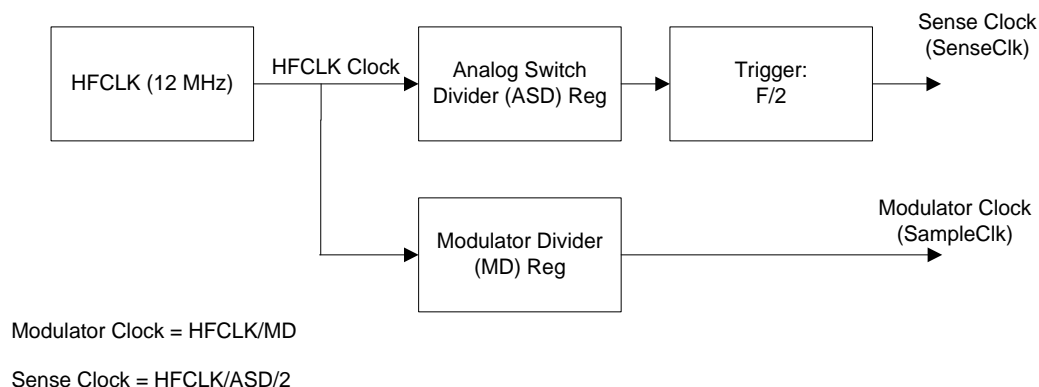 Sense Clock
(SenseClk)
HFCLK (12 MHz)
HFCLK Clock
Analog Switch
Divider (ASD) Reg
Trigger:
F/2
Modulator Clock
(SampleClk)
Modulator Divider
(MD) Reg
Modulator Clock = HFCLK/MD
Sense Clock = HFCLK/ASD/2